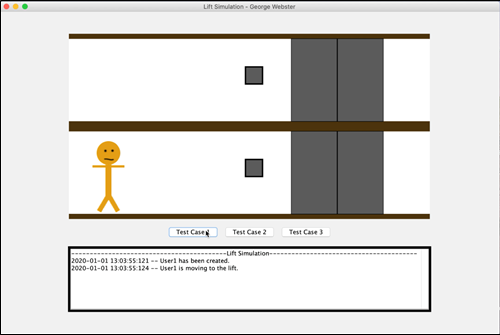 Lift Simulation - George Webster
Test Case 1 Test Case 2 Test Case 3
------------------------------------------Lift Simulation------------------------------------------
2020-01-01 13:03:55:121 -- User1 has been created.
2020-01-01 13:03:55:124 -- User1 is moving to the lift.